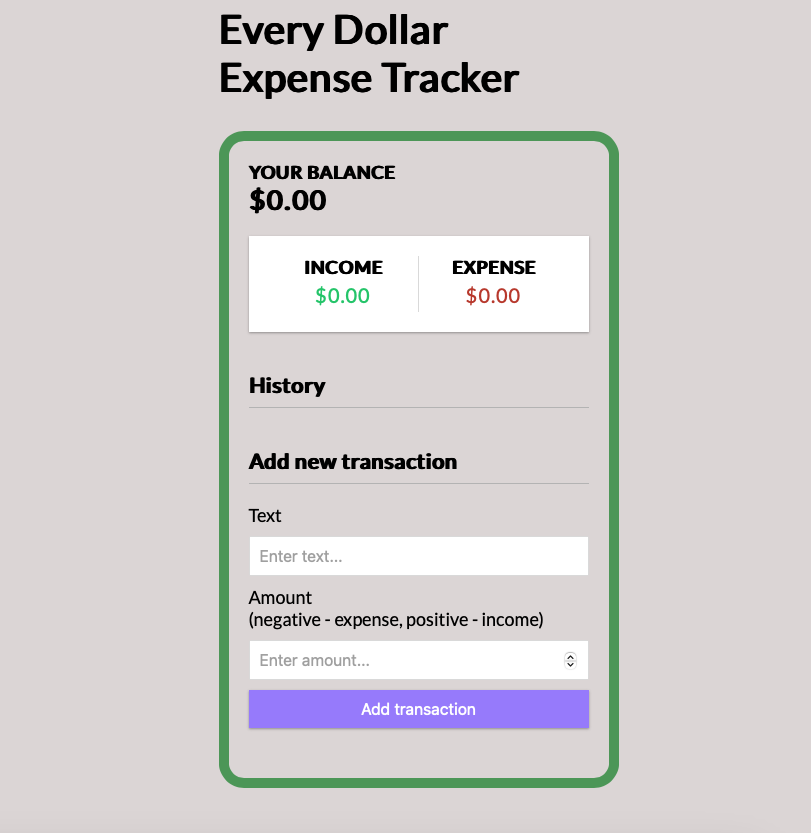 Every Dollar
Expense Tracker
YOUR BALANCE
$0.00
INCOME EXPENSE
$0.00 $0.00
History
Add new transaction
Text
Enter text...
Amount
(negative - expense, positive - income)
Enter amount...
Add transaction